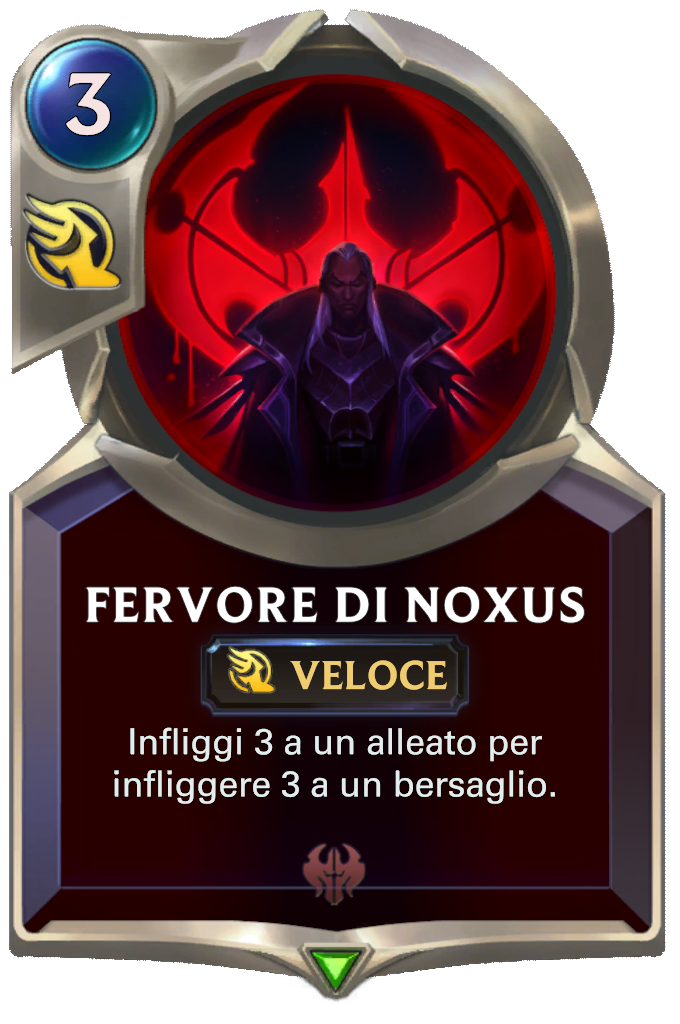 3
FERVORE DI NOXUS
VELOCE
Infliggi 3 a un alleato per
infliggere 3 a un bersaglio.